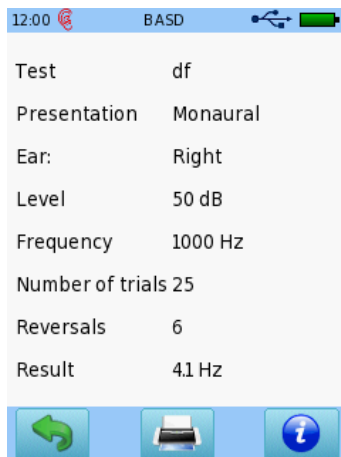 12:00 BASD
Test df
Presentation Monaural
Ear: Right
Level 50 dB
Frequency 1000 Hz
Number of trials 25
Reversals 6
Result 4.1 Hz
i